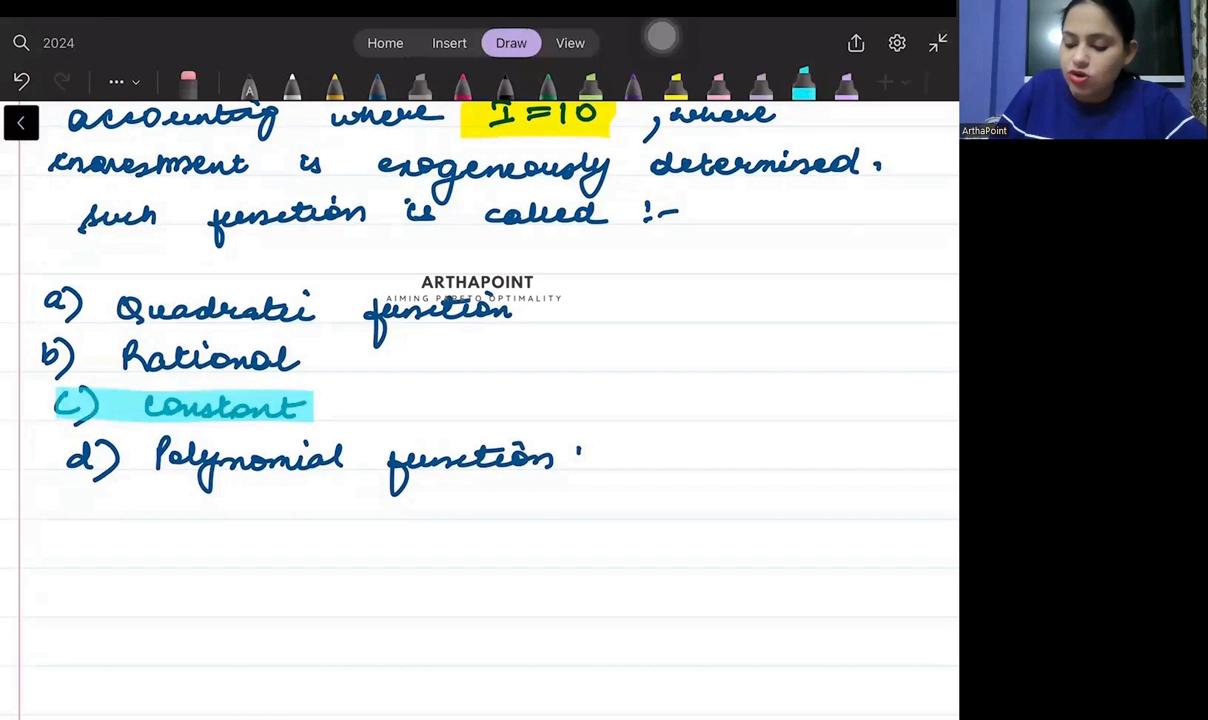 2024
Home Insert Draw View
A
accounting where I = 10 , where
ArthaPoint
investment is exogeneously determined.
such function is called :-
ARTHAPOINT
AIMING PARETO OPTIMALITY
a) Quadratic function
b) Rational
c) constant
d) Polynomial function